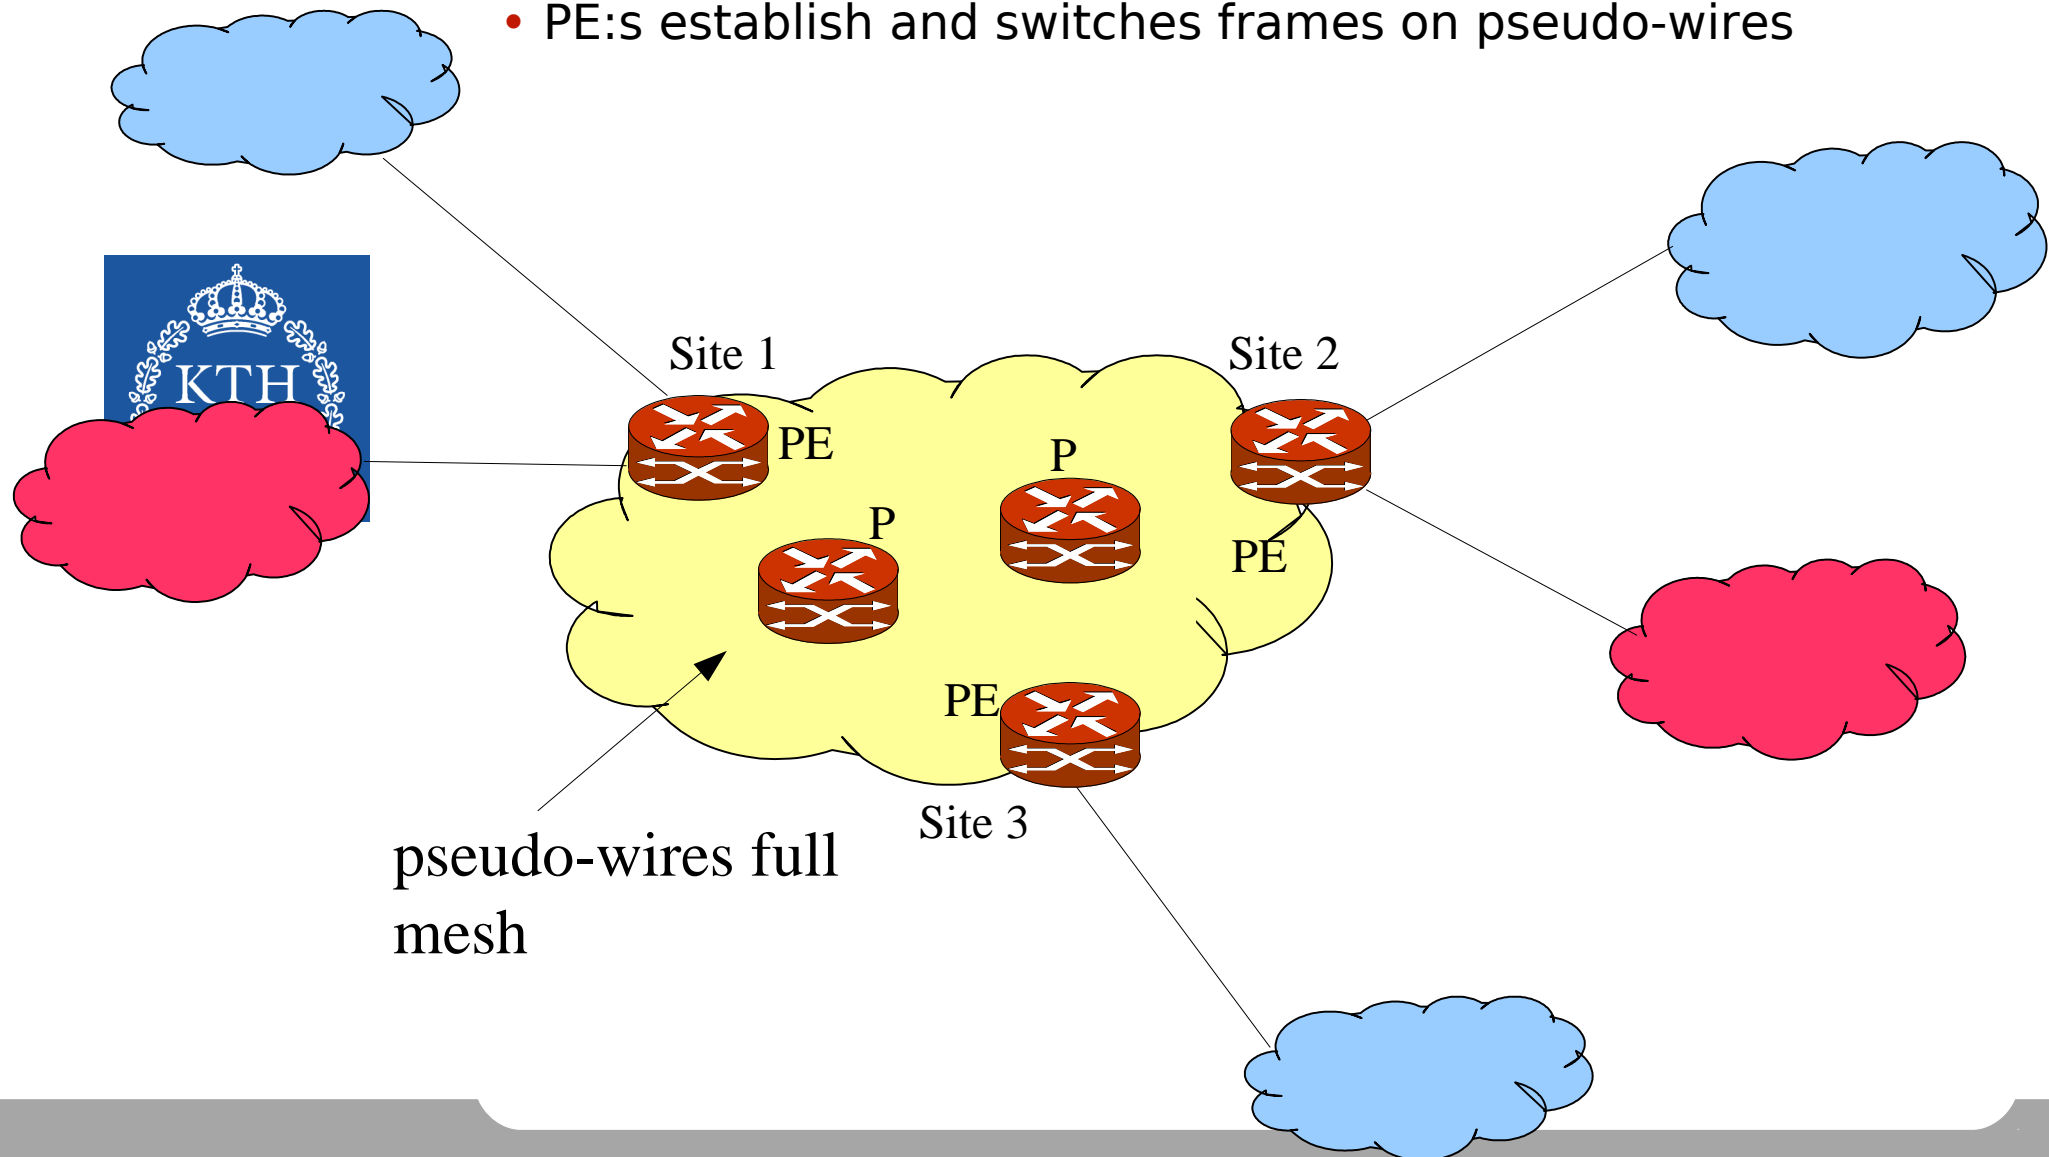 • PE:s establish and switches frames on pseudo-wires
KTH
Site 1
Site 2
PE
P
P
PE
PE
Site 3
pseudo-wires full
mesh